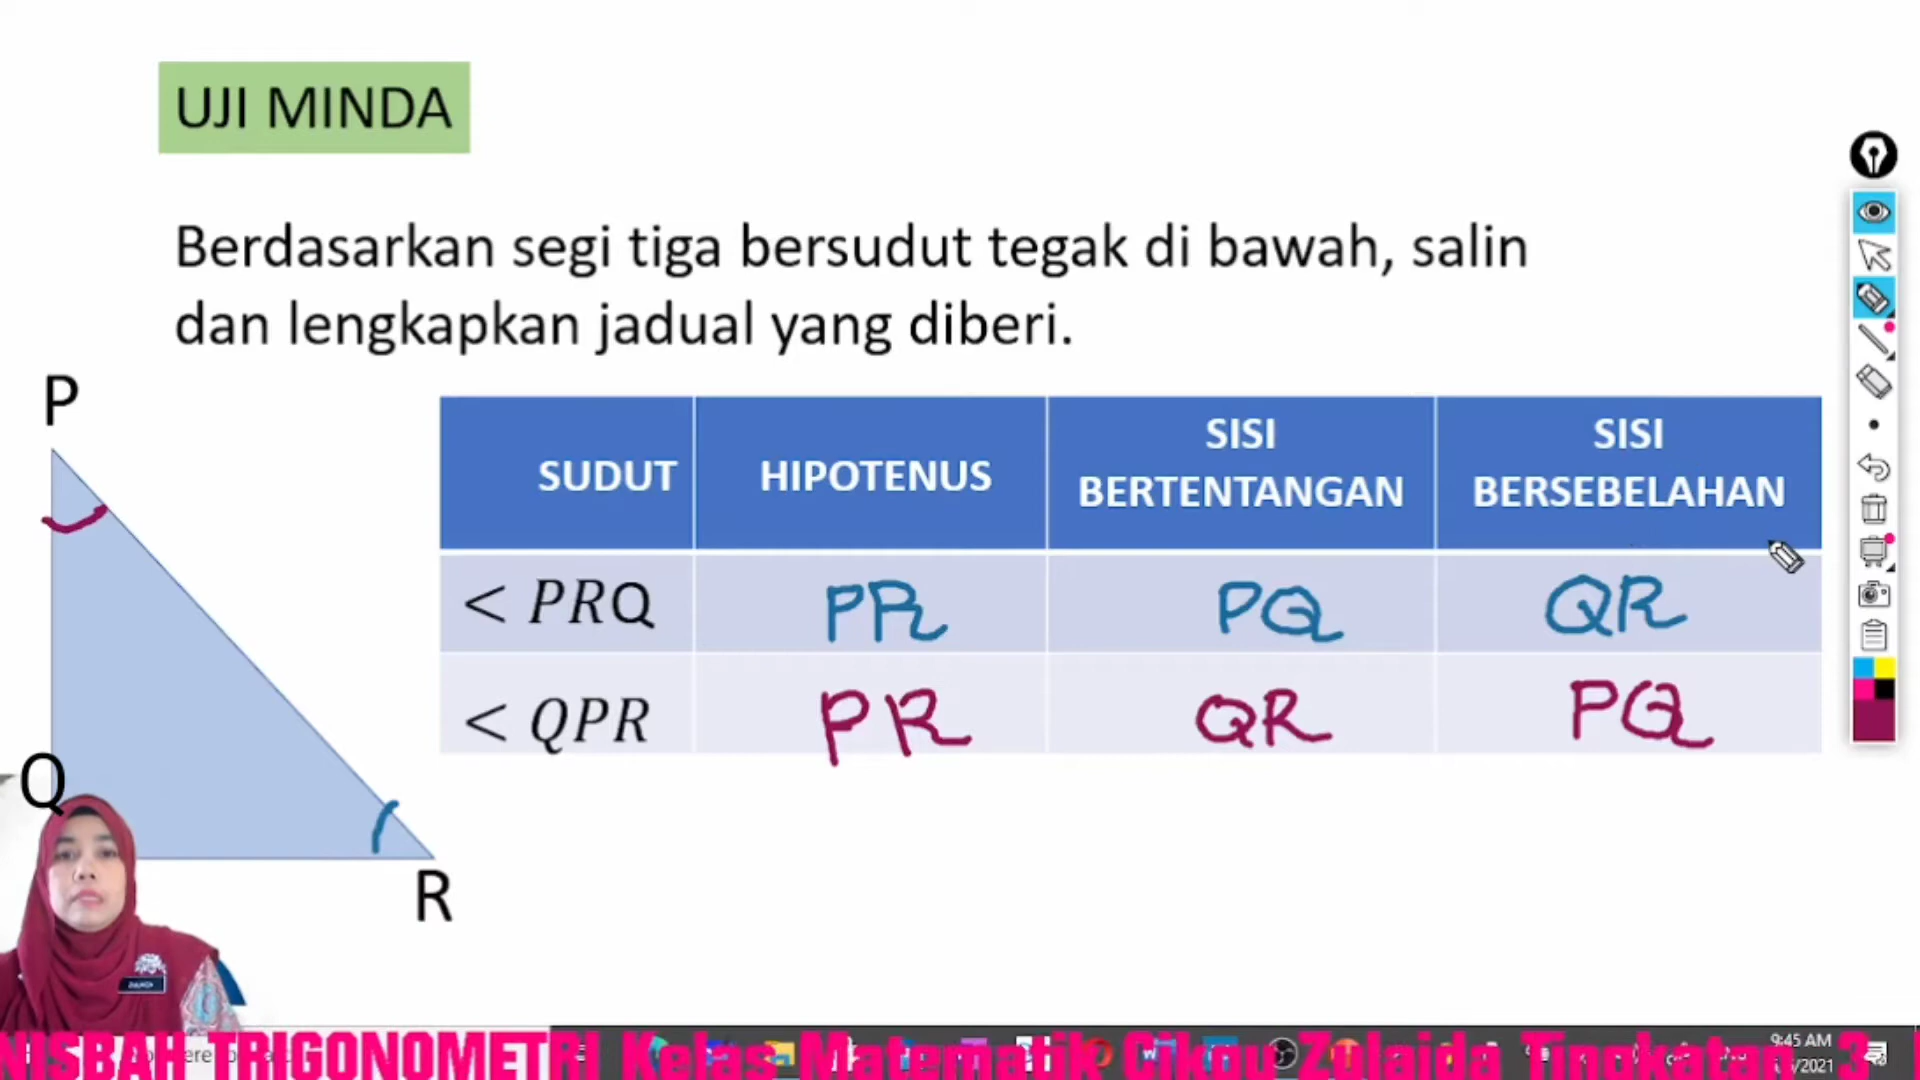 UJI MINDA
Berdasarkan segi tiga bersudut tegak di bawah, salin
dan lengkapkan jadual yang diberi.
P
SUDUT HIPOTENUS SISI BERTENTANGAN SISI BERSEBELAHAN
< PRQ PR PQ QR
< QPR PR QR PQ
Q
R
NISBAH TRIGONOMETRI Kelas Matematik Cikgu Zulaida Tingkatan 3
9:45 AM